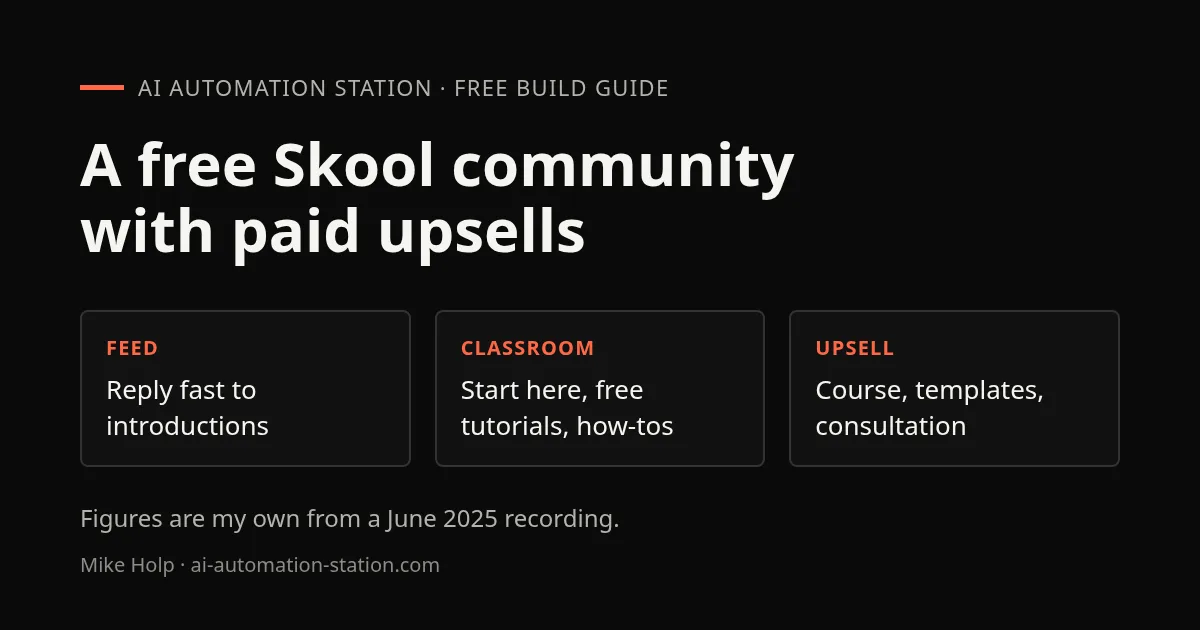 AI AUTOMATION STATION · FREE BUILD GUIDE
A free Skool community
with paid upsells
FEED
Reply fast to
introductions
CLASSROOM
Start here, free
tutorials, how-tos
UPSELL
Course, templates,
consultation
Figures are my own from a June 2025 recording.
Mike Holp · ai-automation-station.com